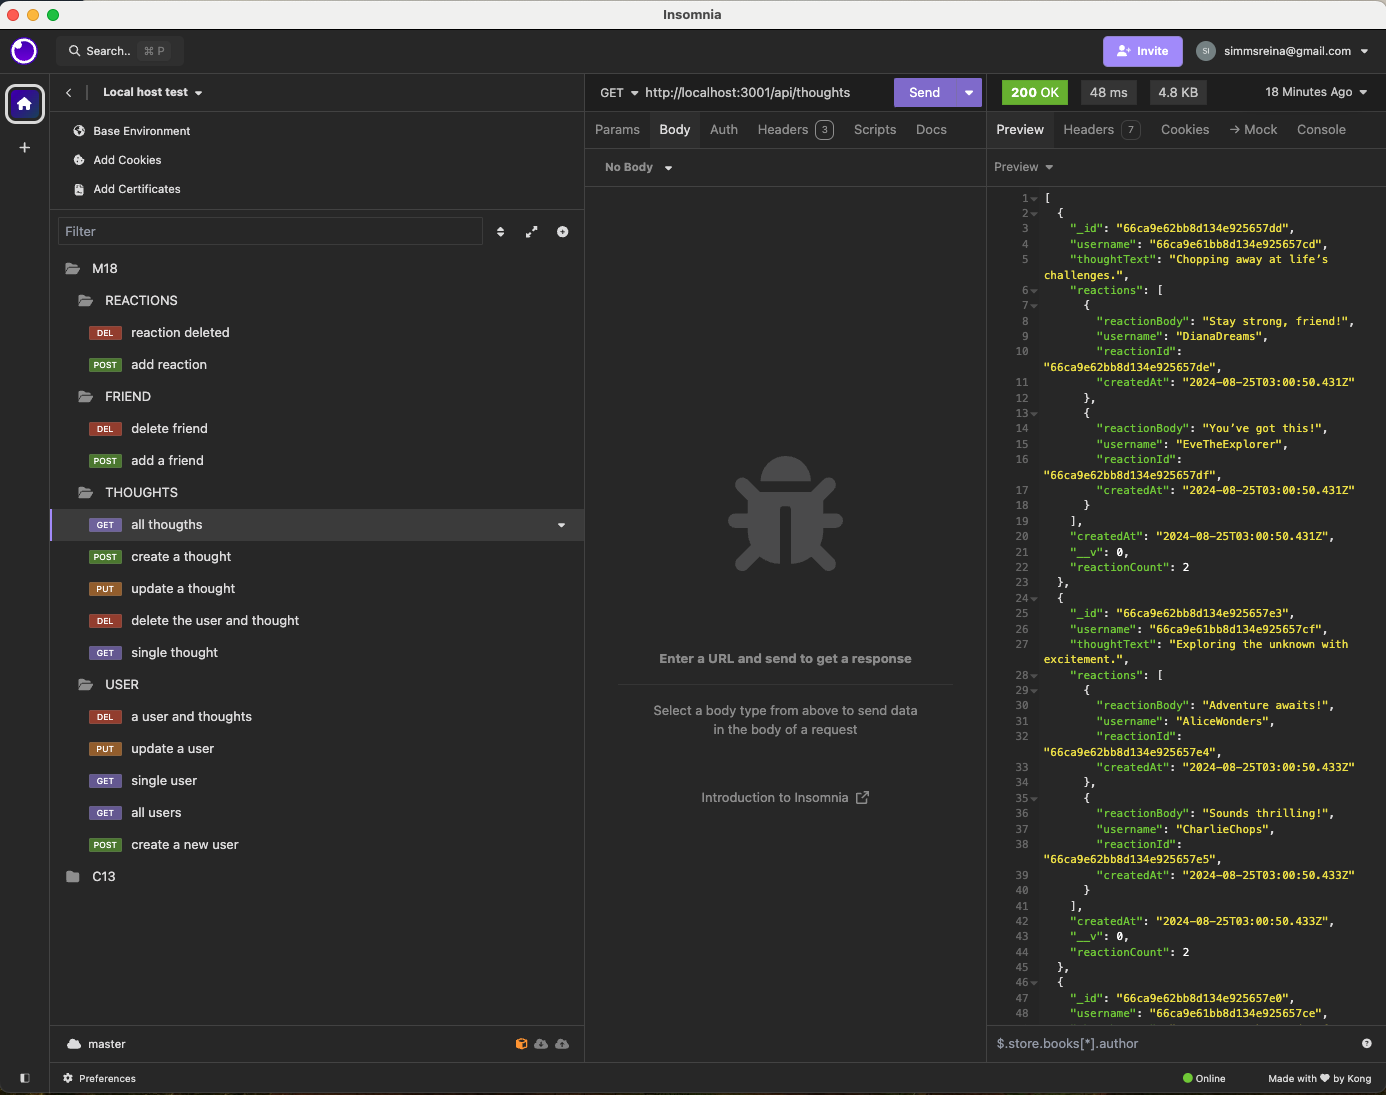 Insomnia
Search.. ⌘ P
Invite
SI simmsreina@gmail.com
Local host test
Base Environment
Add Cookies
Add Certificates
Filter
M18
REACTIONS
DEL reaction deleted
POST add reaction
FRIEND
DEL delete friend
POST add a friend
THOUGHTS
GET all thougths
POST create a thought
PUT update a thought
DEL delete the user and thought
GET single thought
USER
DEL a user and thoughts
PUT update a user
GET single user
GET all users
POST create a new user
C13
master
Preferences
GET http://localhost:3001/api/thoughts Send
Params Body Auth Headers 3 Scripts Docs
No Body
Enter a URL and send to get a response
Select a body type from above to send data
in the body of a request
Introduction to Insomnia
200 OK 48 ms 4.8 KB 18 Minutes Ago
Preview Headers 7 Cookies → Mock Console
Preview
1 [
2 {
3 "_id": "66ca9e62bb8d134e925657dd",
4 "username": "66ca9e61bb8d134e925657cd",
5 "thoughtText": "Chopping away at life’s
challenges.",
6 "reactions": [
7 {
8 "reactionBody": "Stay strong, friend!",
9 "username": "DianaDreams",
10 "reactionId":
"66ca9e62bb8d134e925657de",
11 "createdAt": "2024-08-25T03:00:50.431Z"
12 },
13 {
14 "reactionBody": "You’ve got this!",
15 "username": "EveTheExplorer",
16 "reactionId":
"66ca9e62bb8d134e925657df",
17 "createdAt": "2024-08-25T03:00:50.431Z"
18 }
19 ],
20 "createdAt": "2024-08-25T03:00:50.431Z",
21 "__v": 0,
22 "reactionCount": 2
23 },
24 {
25 "_id": "66ca9e62bb8d134e925657e3",
26 "username": "66ca9e61bb8d134e925657cf",
27 "thoughtText": "Exploring the unknown with
excitement.",
28 "reactions": [
29 {
30 "reactionBody": "Adventure awaits!",
31 "username": "AliceWonders",
32 "reactionId":
"66ca9e62bb8d134e925657e4",
33 "createdAt": "2024-08-25T03:00:50.433Z"
34 },
35 {
36 "reactionBody": "Sounds thrilling!",
37 "username": "CharlieChops",
38 "reactionId":
"66ca9e62bb8d134e925657e5",
39 "createdAt": "2024-08-25T03:00:50.433Z"
40 }
41 ],
42 "createdAt": "2024-08-25T03:00:50.433Z",
43 "__v": 0,
44 "reactionCount": 2
45 },
46 {
47 "_id": "66ca9e62bb8d134e925657e0",
48 "username": "66ca9e61bb8d134e925657ce",
$.store.books[*].author
Online
Made with ♥ by Kong